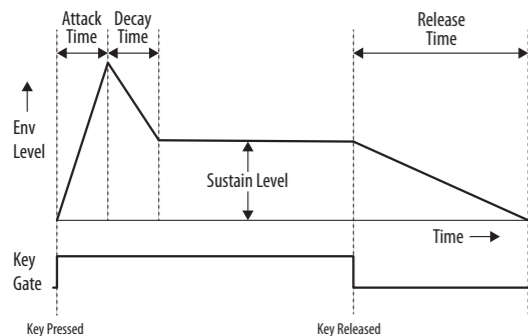 Attack
Time
Decay
Time
Release
Time
Env
Level
Sustain Level
Time
Key
Gate
Key Pressed
Key Released